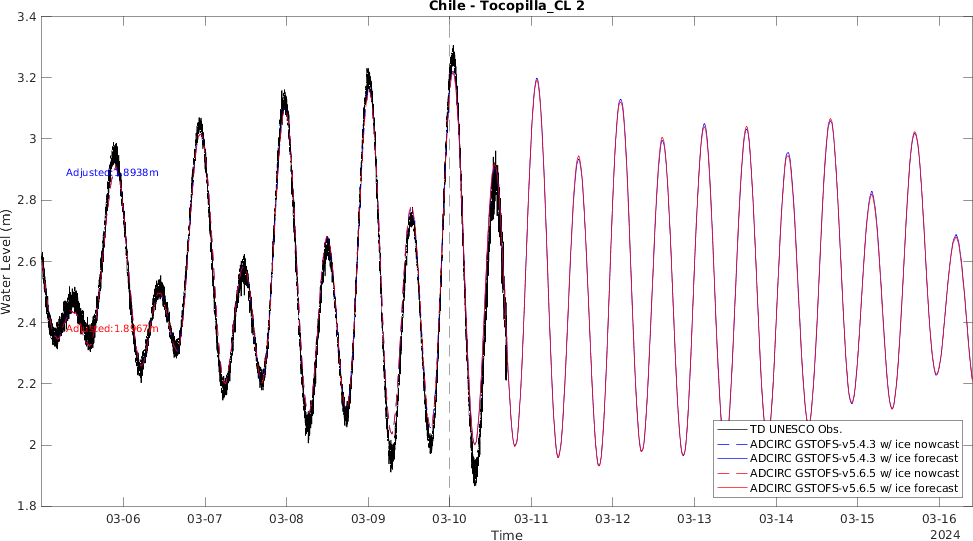 Chile - Tocopilla_CL 2
3.4
3.2
3
2.8
2.6
2.4
2.2
2
1.8
Water Level (m)
Adjusted:1.8938m
Adjusted:1.8967m
TD UNESCO Obs.
ADCIRC GSTOFS-v5.4.3 w/ ice nowcast
ADCIRC GSTOFS-v5.4.3 w/ ice forecast
ADCIRC GSTOFS-v5.6.5 w/ ice nowcast
ADCIRC GSTOFS-v5.6.5 w/ ice forecast
03-06 03-07 03-08 03-09 03-10 03-11 03-12 03-13 03-14 03-15 03-16
Time
2024